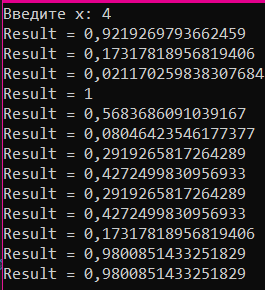 Введите x: 4
Result = 0,9219269793662459
Result = 0,17317818956819406
Result = 0,021170259838307684
Result = 1
Result = 0,5683686091039167
Result = 0,08046423546177377
Result = 0,2919265817264289
Result = 0,4272499830956933
Result = 0,2919265817264289
Result = 0,4272499830956933
Result = 0,17317818956819406
Result = 0,9800851433251829
Result = 0,9800851433251829